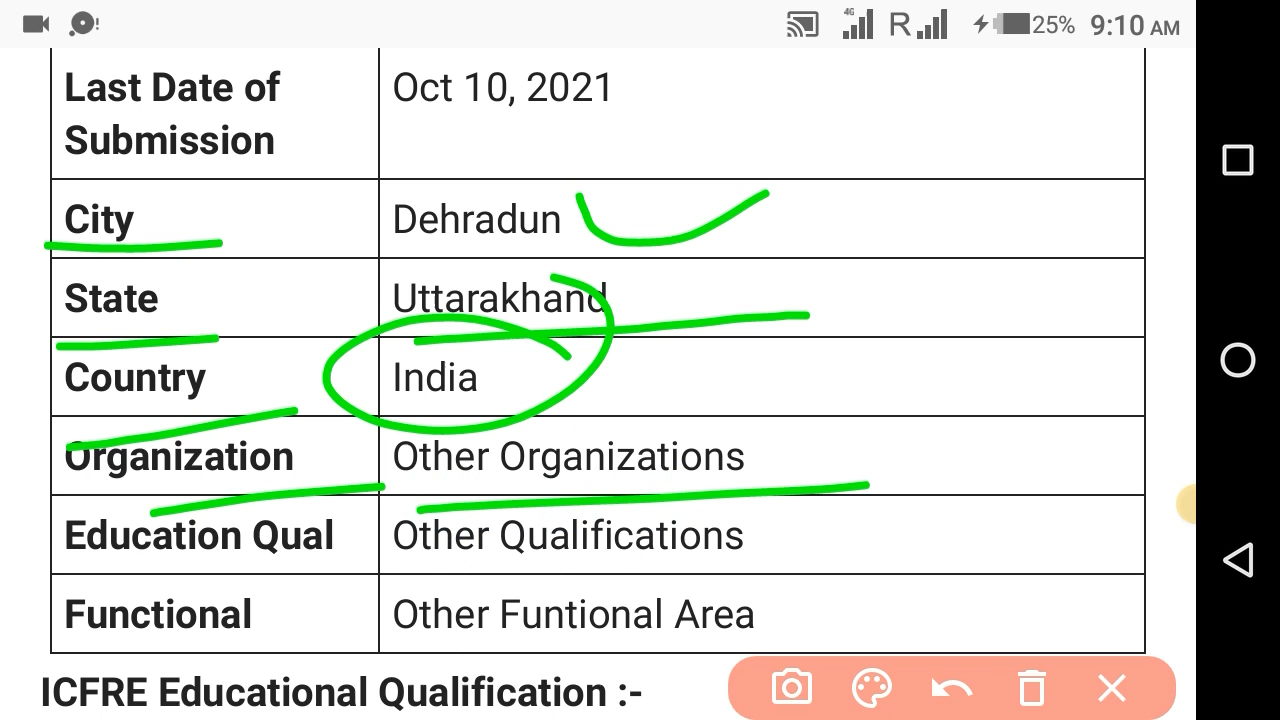 4G R 25% 9:10 AM
Last Date of Oct 10, 2021
Submission
City Dehradun
State Uttarakhand
Country India
Organization Other Organizations
Education Qual Other Qualifications
Functional Other Funtional Area
ICFRE Educational Qualification :-